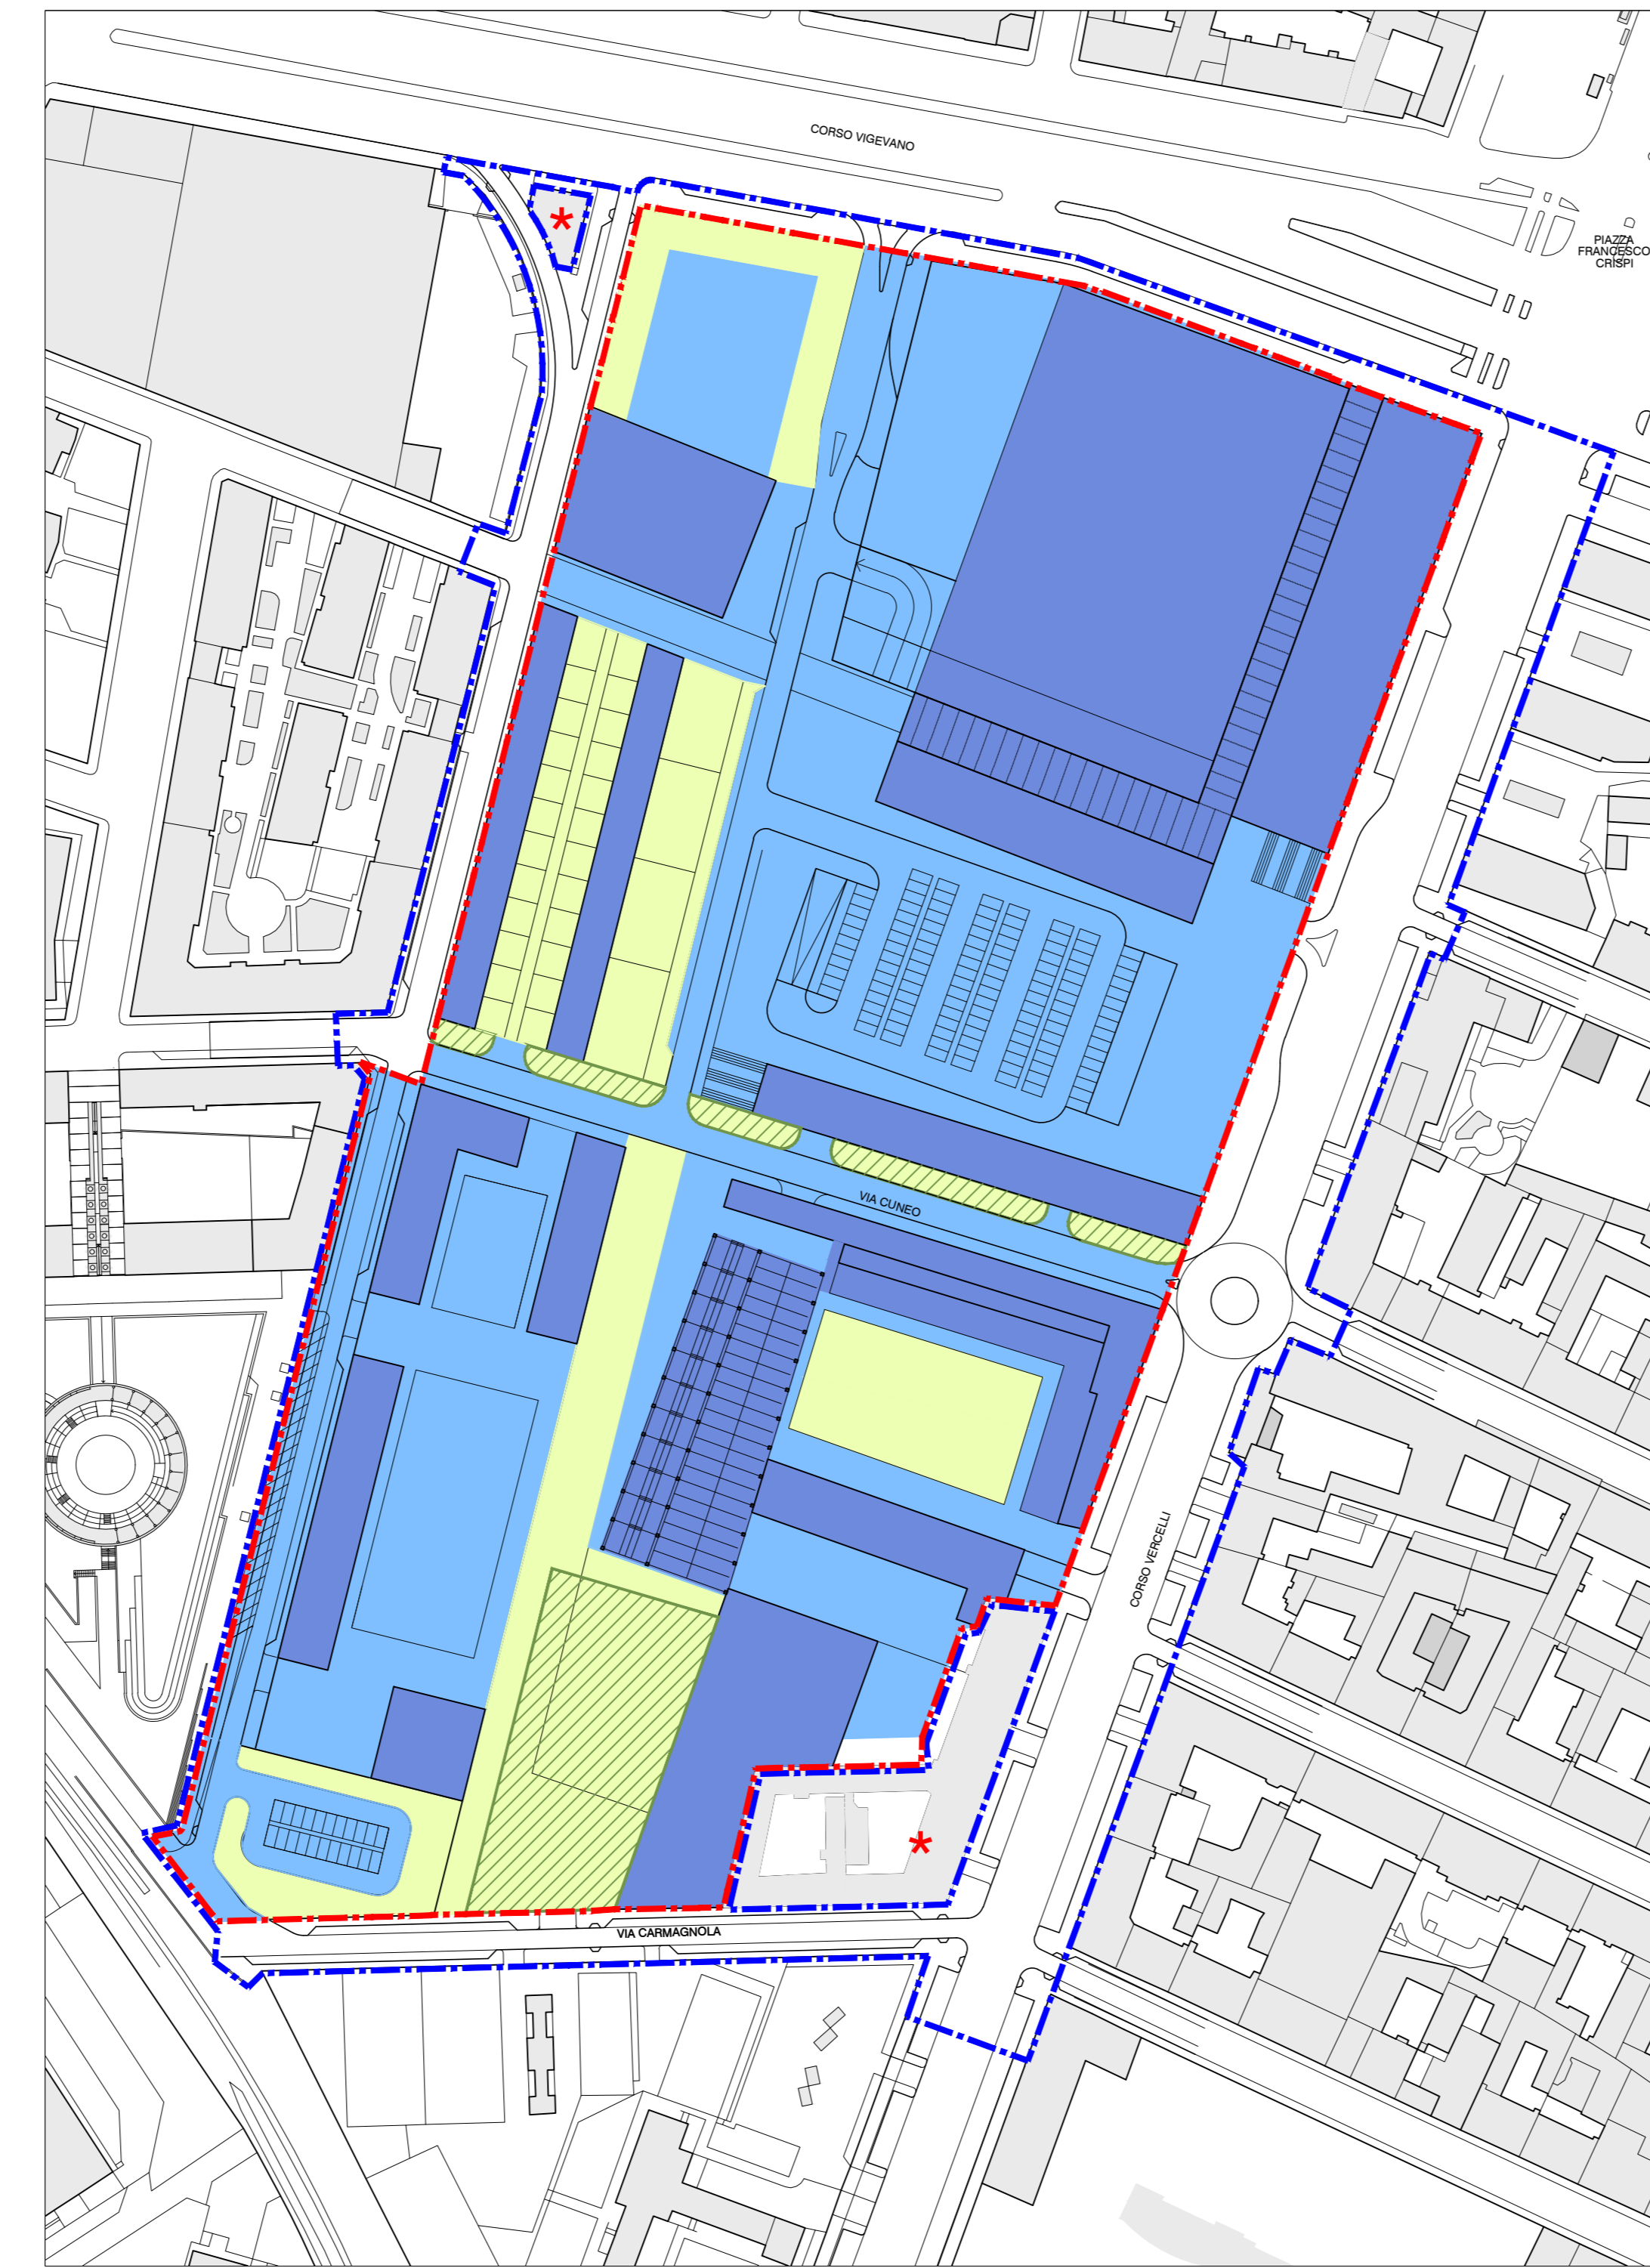 CORSO VIGEVANO
PIAZZA
FRANCESCO
CRISPI
VIA CUNEO
CORSO VERCELLI
VIA CARMAGNOLA